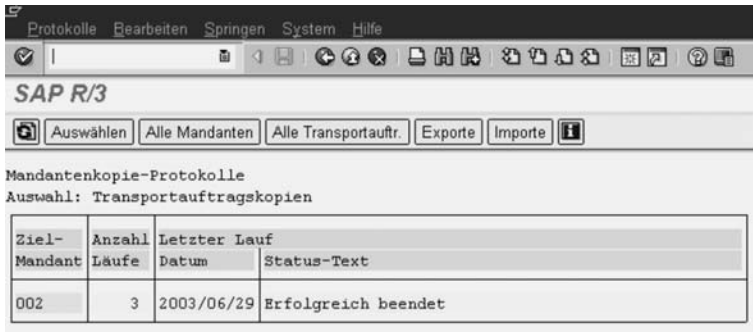 Protokolle Bearbeiten Springen System Hilfe
SAP R/3
Auswählen Alle Mandanten Alle Transportauftr. Exporte Importe
Mandantenkopie-Protokolle
Auswahl: Transportauftragskopien
Ziel- Anzahl Letzter Lauf
Mandant Läufe Datum Status-Text
002 3 2003/06/29 Erfolgreich beendet